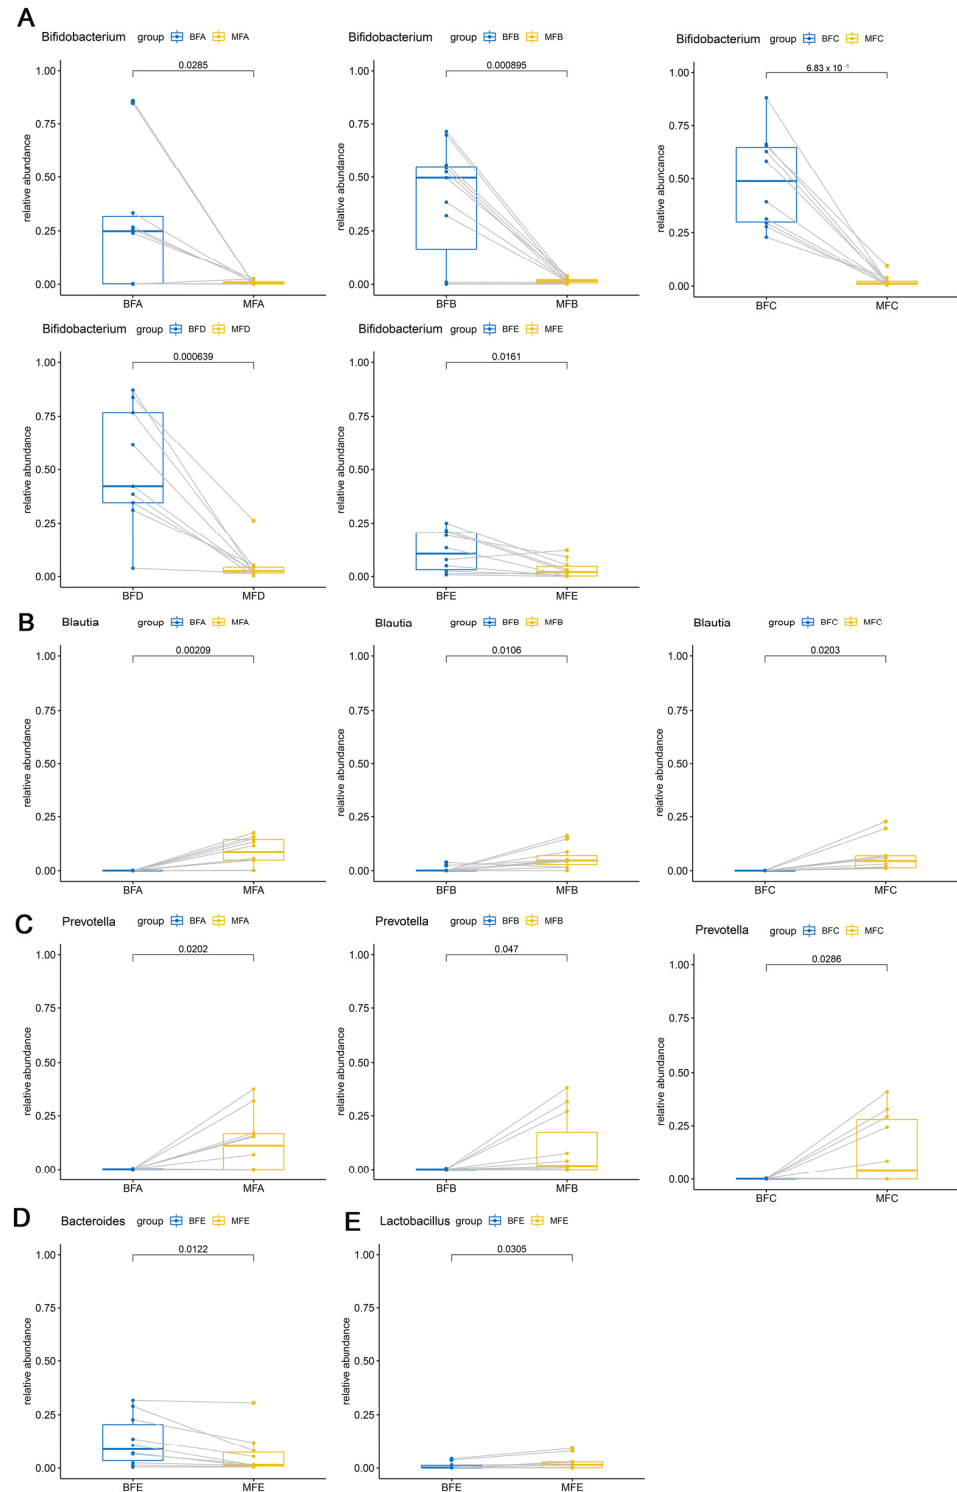 A
Bifidobacterium group BFA MFA
0.0285
1.00
0.75
0.50
0.25
0.00
relative abundance
BFA MFA
Bifidobacterium group BFB MFB
0.000895
1.00
0.75
0.50
0.25
0.00
relative abundance
BFB MFB
Bifidobacterium group BFC MFC
6.83 x 10 -5
1.00
0.75
0.50
0.25
0.00
relative abundance
BFC MFC
Bifidobacterium group BFD MFD
0.000639
1.00
0.75
0.50
0.25
0.00
relative abundance
BFD MFD
Bifidobacterium group BFE MFE
0.0161
1.00
0.75
0.50
0.25
0.00
relative abundance
BFE MFE
B
Blautia group BFA MFA
0.00209
1.00
0.75
0.50
0.25
0.00
relative abundance
BFA MFA
Blautia group BFB MFB
0.0106
1.00
0.75
0.50
0.25
0.00
relative abundance
BFB MFB
Blautia group BFC MFC
0.0203
1.00
0.75
0.50
0.25
0.00
relative abundance
BFC MFC
C
Prevotella group BFA MFA
0.0202
1.00
0.75
0.50
0.25
0.00
relative abundance
BFA MFA
Prevotella group BFB MFB
0.047
1.00
0.75
0.50
0.25
0.00
relative abundance
BFB MFB
Prevotella group BFC MFC
0.0286
1.00
0.75
0.50
0.25
0.00
relative abundance
BFC MFC
D
Bacteroides group BFE MFE
0.0122
1.00
0.75
0.50
0.25
0.00
relative abundance
BFE MFE
E
Lactobacillus group BFE MFE
0.0305
1.00
0.75
0.50
0.25
0.00
relative abundance
BFE MFE